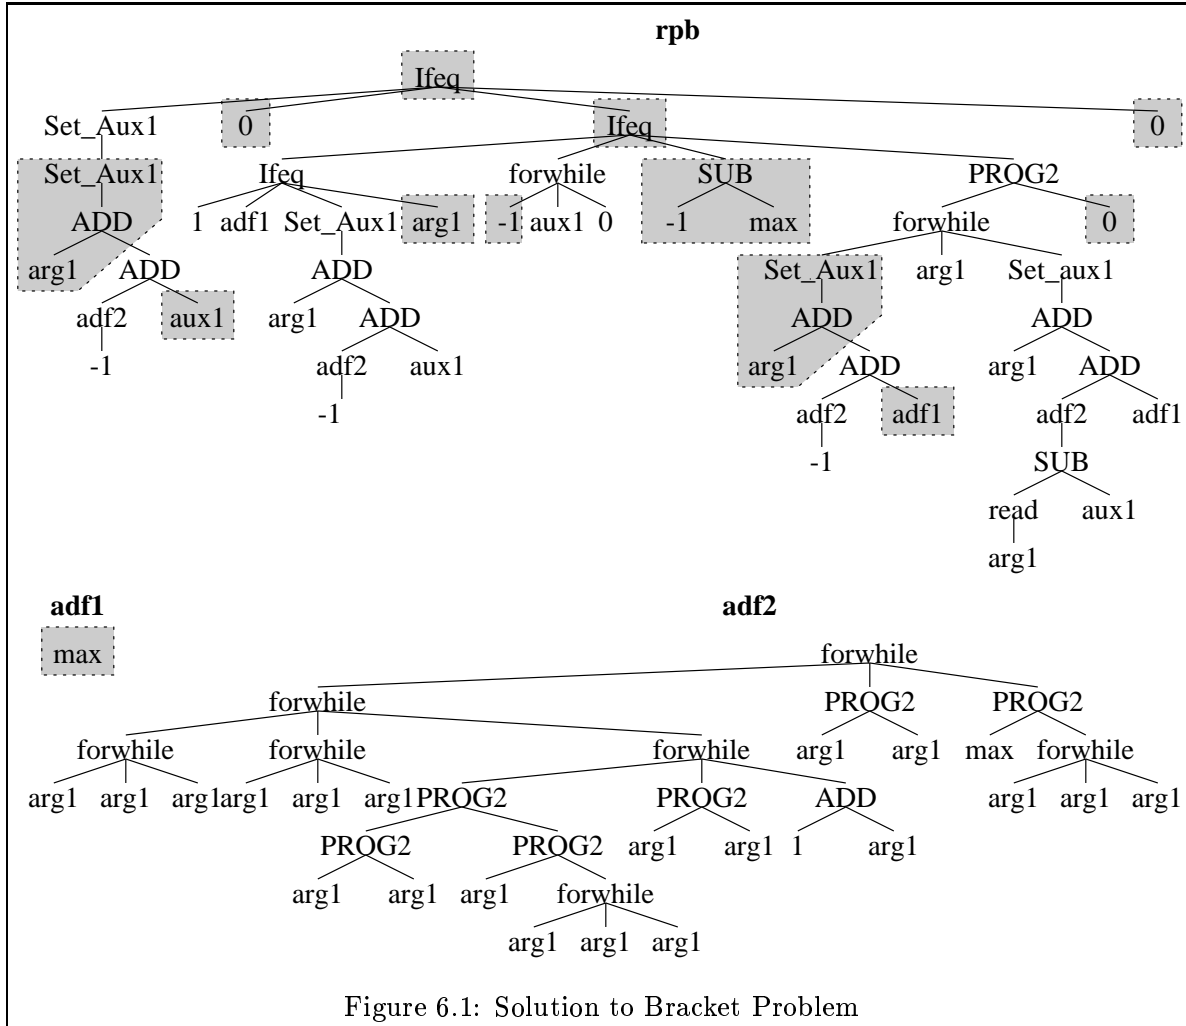 rpb
Ifeq
Set_Aux1 0 Ifeq 0
Set_Aux1 Ifeq forwhile SUB PROG2
ADD 1 adf1 Set_Aux1 arg1 -1 aux1 0 -1 max forwhile 0
arg1 ADD ADD Set_Aux1 arg1 Set_aux1
adf2 aux1 arg1 ADD ADD ADD
-1 adf2 aux1 arg1 ADD arg1 ADD
-1 adf2 adf1 adf2 adf1
-1 SUB
read aux1
arg1
adf1 adf2
max forwhile
forwhile PROG2 PROG2
forwhile forwhile forwhile arg1 arg1 max forwhile
arg1 arg1 arg1 arg1 arg1 arg1 PROG2 PROG2 ADD arg1 arg1 arg1
PROG2 PROG2 arg1 arg1 1 arg1
arg1 arg1 arg1 forwhile
arg1 arg1 arg1
Figure 6.1: Solution to Bracket Problem